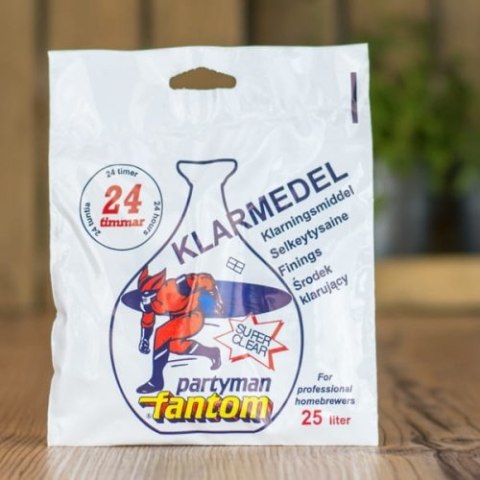 24 timer
24 hours
24 tuntia
24
timmar
KLARMEDEL
Klarningsmiddel
Selkeytysaine
Finings
Środek
klarujący
SUPER
CLEAR
partyman
fantom
®
For
professional
homebrewers
25 liter